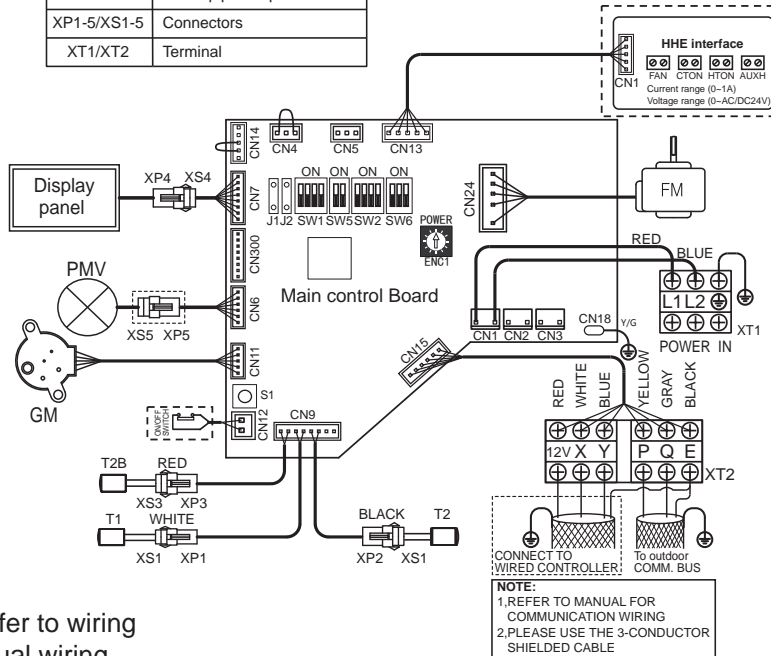 XP1-5/XS1-5 Connectors
XT1/XT2 Terminal
HHE interface
CN1
FAN CTON HTON AUXH
Current range (0~1A)
Voltage range (0~AC/DC24V)
CN14
CN4
CN5
CN13
Display
panel
XP4 XS4
CN7
ON ON ON ON
J1 J2 SW1 SW5 SW2 SW6
POWER
ENC1
CN24
FM
CN300
Main control Board
PMV
XS5 XP5
CN6
RED
BLUE
L1 L2
XT1
POWER IN
CN1 CN2 CN3
CN18
Y/G
GM
CN11
CN15
S1
ON/OFF
SWITCH
CN12
CN9
RED
WHITE
BLUE
YELLOW
GRAY
BLACK
12V X Y P Q E
XT2
T2B RED
XS3 XP3
T1 WHITE
XS1 XP1
BLACK T2
XP2 XS1
CONNECT TO
WIRED CONTROLLER
To outdoor
COMM. BUS
NOTE:
1,REFER TO MANUAL FOR
COMMUNICATION WIRING
2,PLEASE USE THE 3-CONDUCTOR
SHIELDED CABLE
fer to wiring